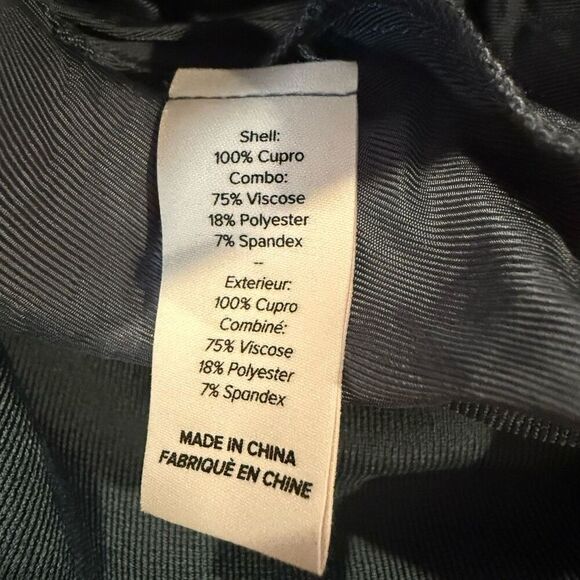 Shell:
100% Cupro
Combo:
75% Viscose
18% Polyester
7% Spandex
--
Exterieur:
100% Cupro
Combiné:
75% Viscose
18% Polyester
7% Spandex
MADE IN CHINA
FABRIQUÈ EN CHINE